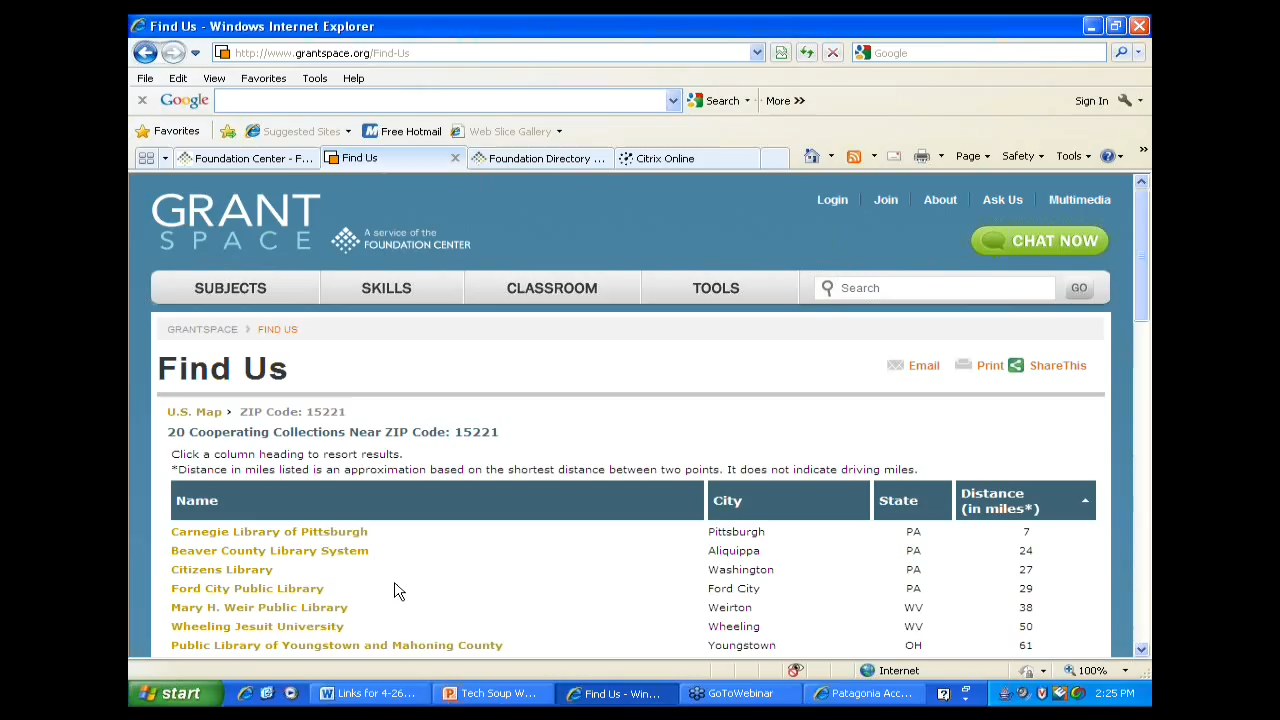 Find Us - Windows Internet Explorer
http://www.grantspace.org/Find-Us
Google
File Edit View Favorites Tools Help
Google Search More >> Sign In
Favorites Suggested Sites Free Hotmail Web Slice Gallery
Foundation Center - F... Find Us Foundation Directory ... Citrix Online Page Safety Tools
GRANT SPACE
A service of the FOUNDATION CENTER
Login Join About Ask Us Multimedia
CHAT NOW
SUBJECTS SKILLS CLASSROOM TOOLS Search GO
GRANTSPACE > FIND US
Find Us
Email Print ShareThis
U.S. Map › ZIP Code: 15221
20 Cooperating Collections Near ZIP Code: 15221
Click a column heading to resort results.
*Distance in miles listed is an approximation based on the shortest distance between two points. It does not indicate driving miles.
Name City State Distance (in miles*)
Carnegie Library of Pittsburgh Pittsburgh PA 7
Beaver County Library System Aliquippa PA 24
Citizens Library Washington PA 27
Ford City Public Library Ford City PA 29
Mary H. Weir Public Library Weirton WV 38
Wheeling Jesuit University Wheeling WV 50
Public Library of Youngstown and Mahoning County Youngstown OH 61
Internet 100%
start Links for 4-26... Tech Soup W... Find Us - Win... GoToWebinar Patagonia Acc... 2:25 PM